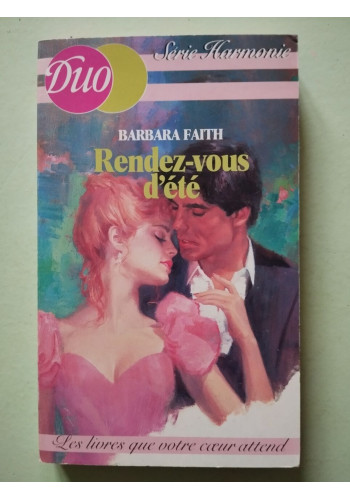 Duo
Série Harmonie
BARBARA FAITH
Rendez-vous
d'été
Les livres que votre cœur attend